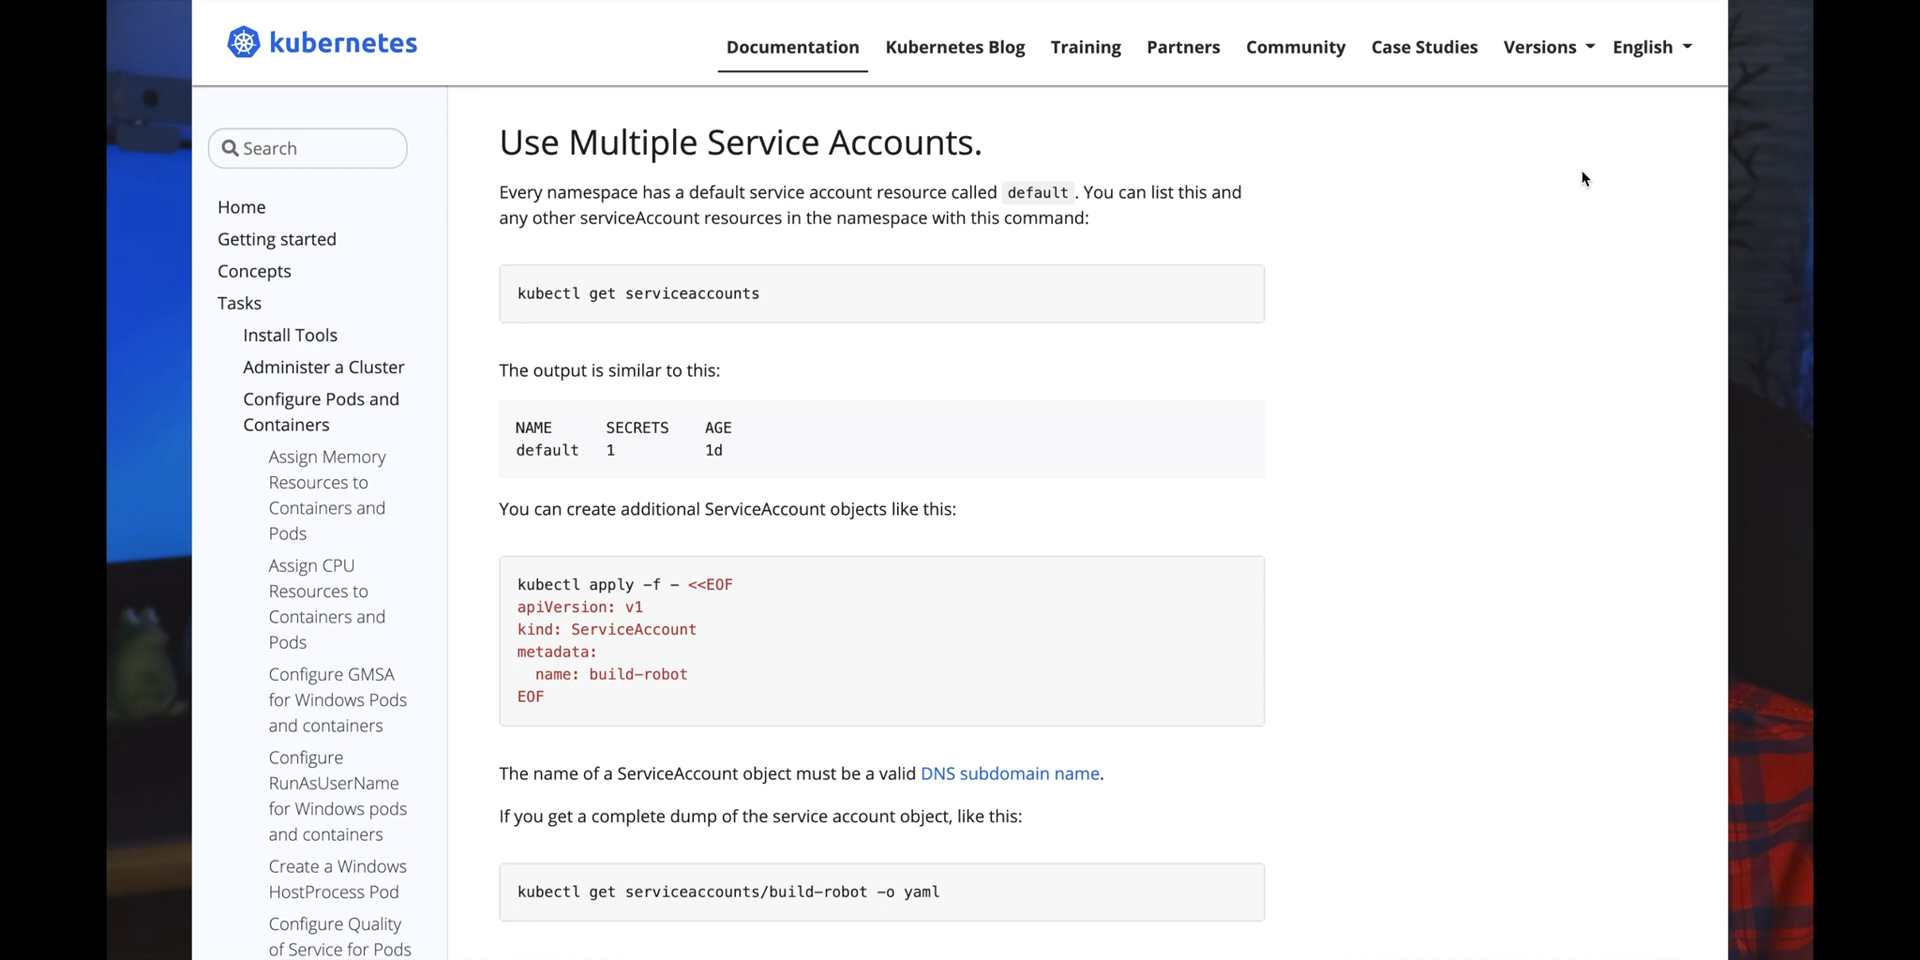 kubernetes
Documentation
Kubernetes Blog
Training
Partners
Community
Case Studies
Versions
English
Search
Home
Getting started
Concepts
Tasks
Install Tools
Administer a Cluster
Configure Pods and
Containers
Assign Memory
Resources to
Containers and
Pods
Assign CPU
Resources to
Containers and
Pods
Configure GMSA
for Windows Pods
and containers
Configure
RunAsUserName
for Windows pods
and containers
Create a Windows
HostProcess Pod
Configure Quality
of Service for Pods
Use Multiple Service Accounts.
Every namespace has a default service account resource called default. You can list this and
any other serviceAccount resources in the namespace with this command:
kubectl get serviceaccounts
The output is similar to this:
NAME SECRETS AGE
default 1 1d
You can create additional ServiceAccount objects like this:
kubectl apply -f - <<EOF
apiVersion: v1
kind: ServiceAccount
metadata:
  name: build-robot
EOF
The name of a ServiceAccount object must be a valid DNS subdomain name.
If you get a complete dump of the service account object, like this:
kubectl get serviceaccounts/build-robot -o yaml